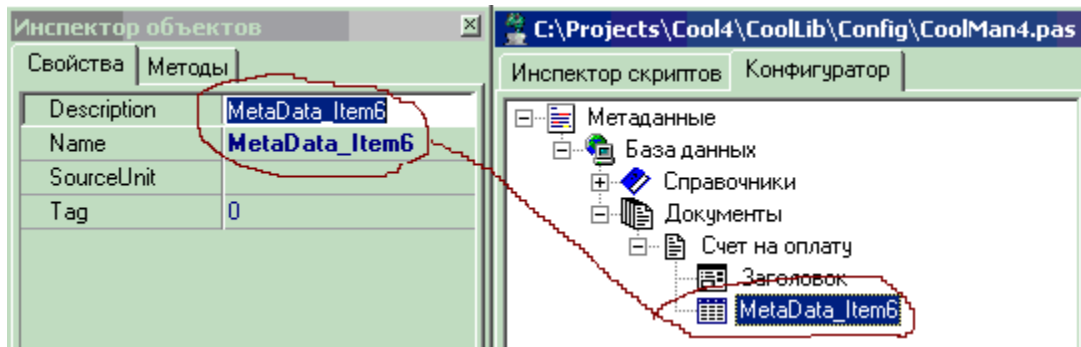 Инспектор объектов
Свойства
Методы
Description MetaData_Item6
Name MetaData_Item6
SourceUnit
Tag 0
C:\Projects\Cool4\CoolLib\Config\CoolMan4.pas
Инспектор скриптов
Конфигуратор
Метаданные
База данных
Справочники
Документы
Счет на оплату
Заголовок
MetaData_Item6